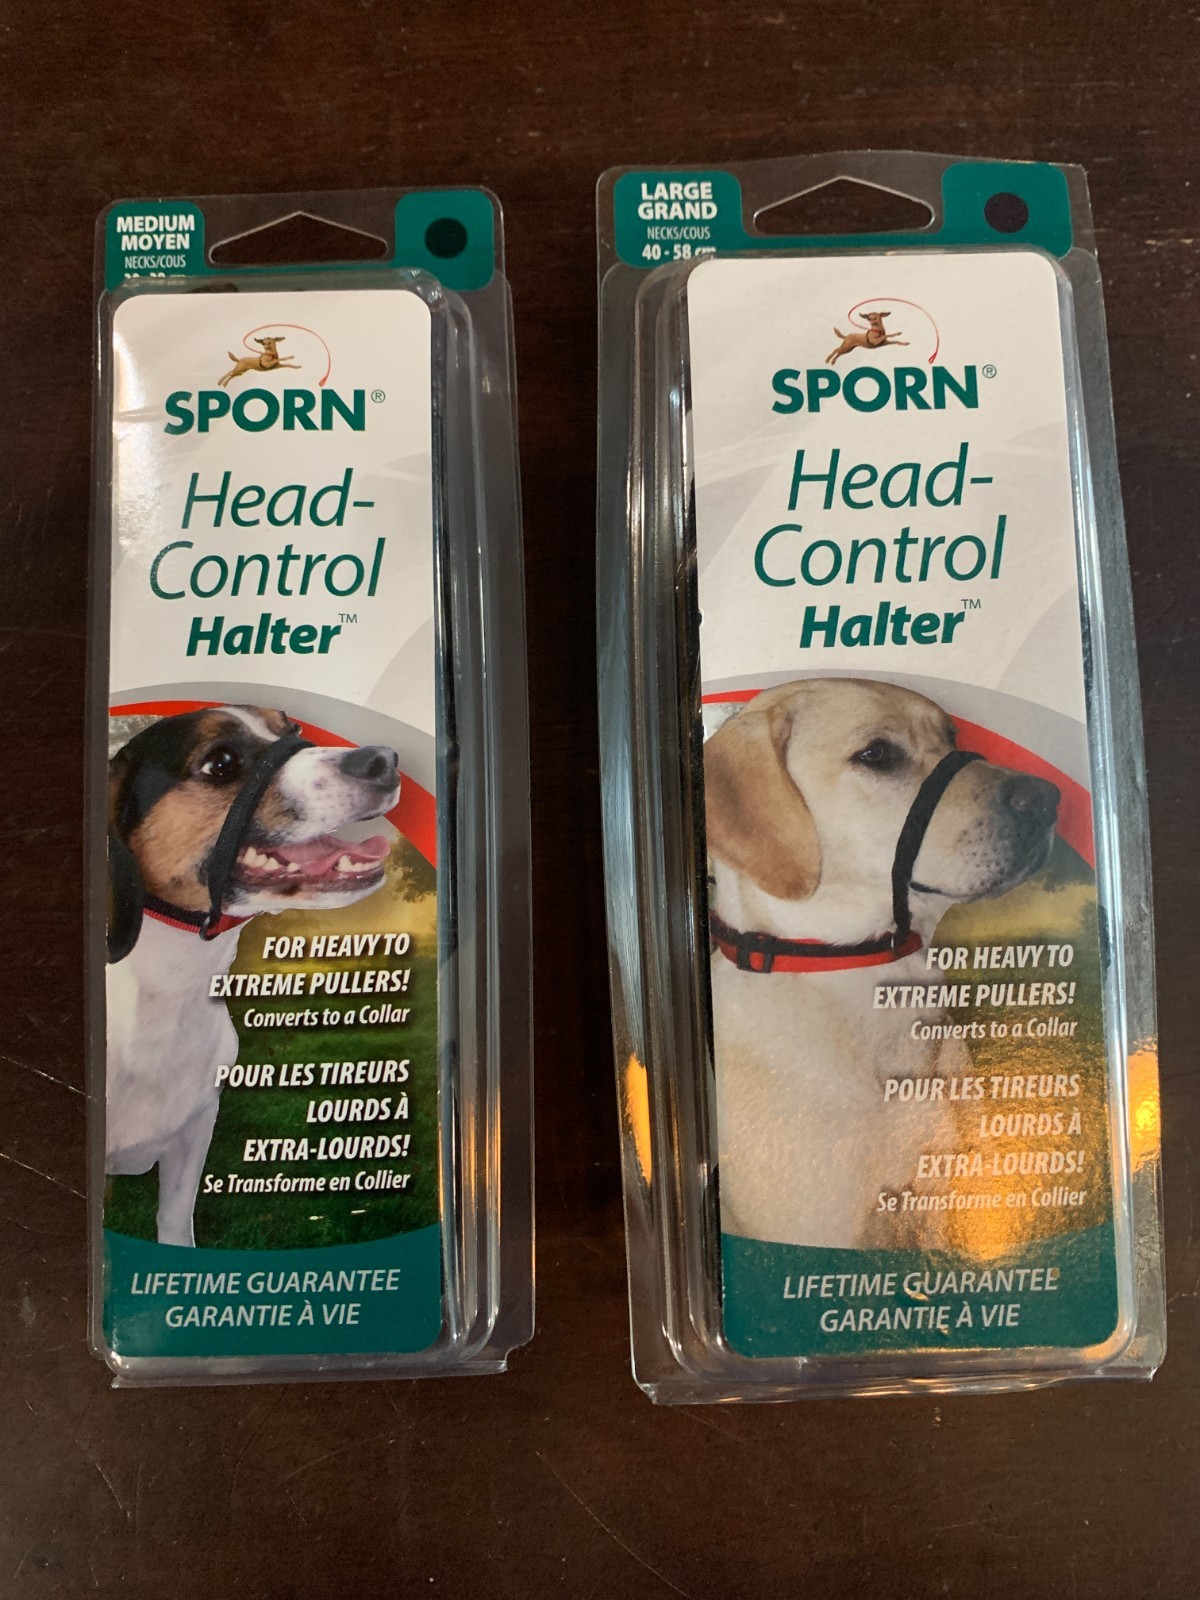 MEDIUM
MOYEN
NECKS/COUS
SPORN®
Head-
Control
Halter™
FOR HEAVY TO
EXTREME PULLERS!
Converts to a Collar
POUR LES TIREURS
LOURDS À
EXTRA-LOURDS!
Se Transforme en Collier
LIFETIME GUARANTEE
GARANTIE À VIE
LARGE
GRAND
NECKS/COUS
40 - 58 cm
SPORN®
Head-
Control
Halter™
FOR HEAVY TO
EXTREME PULLERS!
Converts to a Collar
POUR LES TIREURS
LOURDS À
EXTRA-LOURDS!
Se Transforme en Collier
LIFETIME GUARANTEE
GARANTIE À VIE